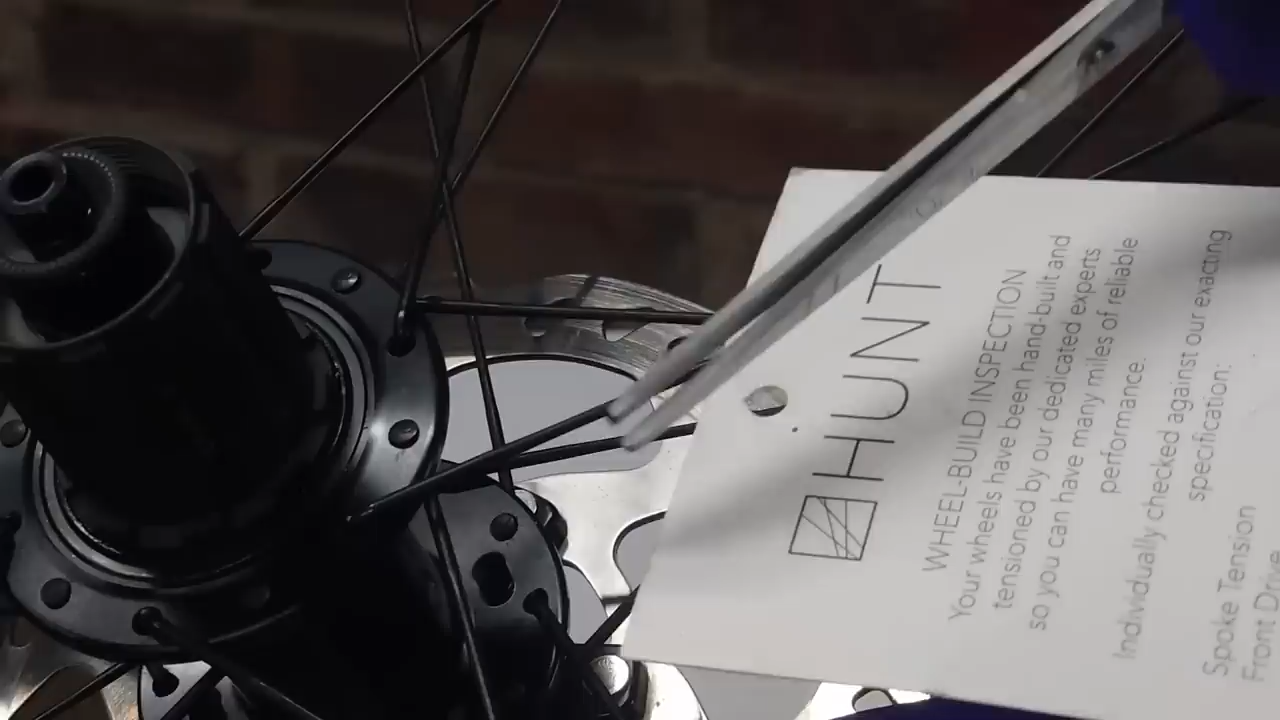 HUNT
WHEEL-BUILD INSPECTION
Your wheels have been hand-built and
tensioned by our dedicated experts
so you can have many miles of reliable
performance.
Individually checked against our exacting
specification:
Spoke Tension
Front Drive